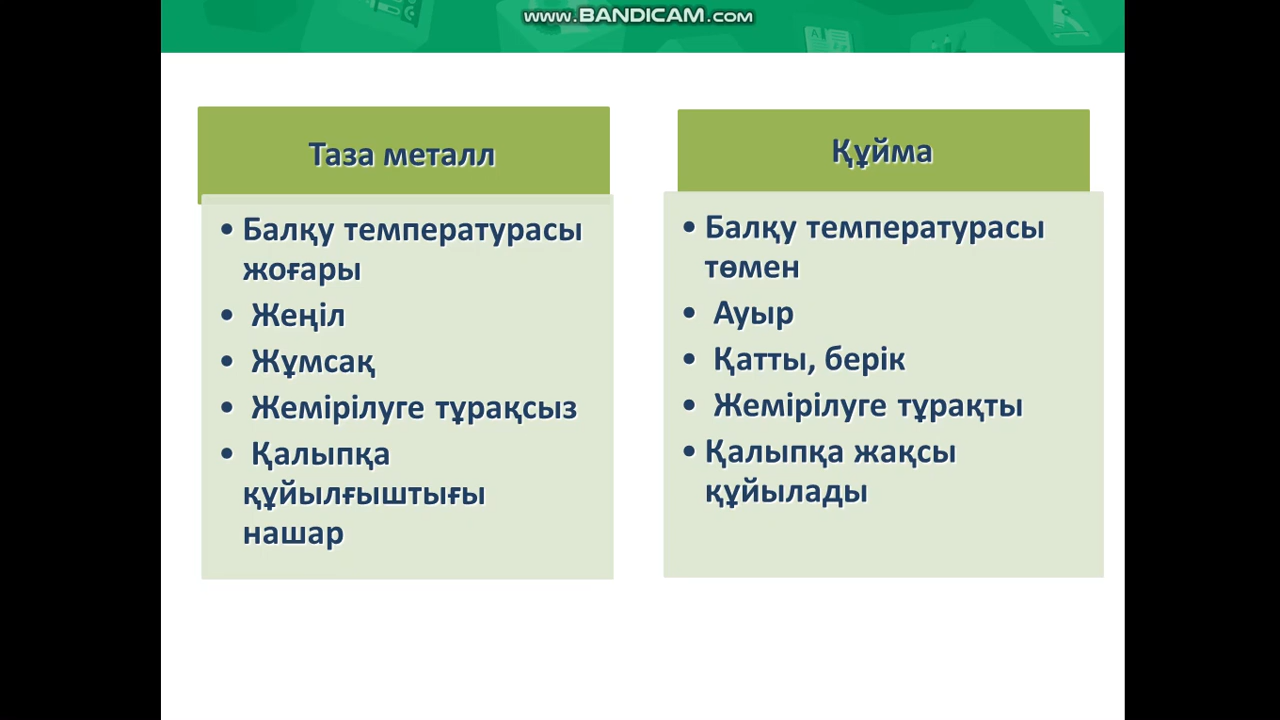 www.BANDICAM.com
Таза металл
• Балқу температурасы
жоғары
• Жеңіл
• Жұмсақ
• Жемірілуге тұрақсыз
• Қалыпқа
құйылғыштығы
нашар
Құйма
• Балқу температурасы
төмен
• Ауыр
• Қатты, берік
• Жемірілуге тұрақты
• Қалыпқа жақсы
құйылады